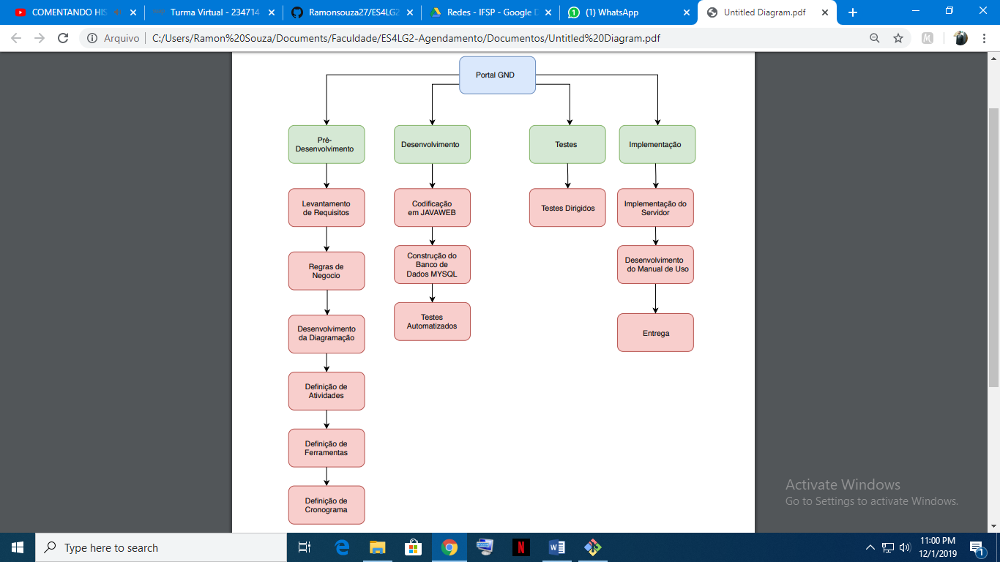 COMENTANDO HIS
Turma Virtual - 234714
Ramonsouza27/ES4LG2
Redes - IFSP - Google D
(1) WhatsApp
Untitled Diagram.pdf
Arquivo
C:/Users/Ramon%20Souza/Documents/Faculdade/ES4LG2-Agendamento/Documentos/Untitled%20Diagram.pdf
Portal GND
Pré-
Desenvolvimento
Desenvolvimento
Testes
Implementação
Levantamento
de Requisitos
Codificação
em JAVAWEB
Testes Dirigidos
Implementação do
Servidor
Regras de
Negocio
Construção do
Banco de
Dados MYSQL
Desenvolvimento
do Manual de Uso
Desenvolvimento
da Diagramação
Testes
Automatizados
Entrega
Definição de
Atividades
Definição de
Ferramentas
Definição de
Cronograma
Activate Windows
Go to Settings to activate Windows.
Type here to search
11:00 PM
12/1/2019
1